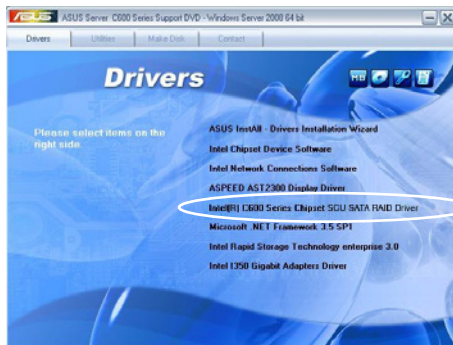 ASUS
ASUS Server C600 Series Support DVD - Windows Server 2008 64 bit
Drivers
Utilities
Make Disk
Contact
Drivers
Please select items on the
right side.
ASUS InstAll - Drivers Installation Wizard
Intel Chipset Device Software
Intel Network Connections Software
ASPEED AST2300 Display Driver
Intel(R) C600 Series Chipset SCU SATA RAID Driver
Microsoft .NET Framework 3.5 SP1
Intel Rapid Storage Technology enterprise 3.0
Intel I350 Gigabit Adapters Driver